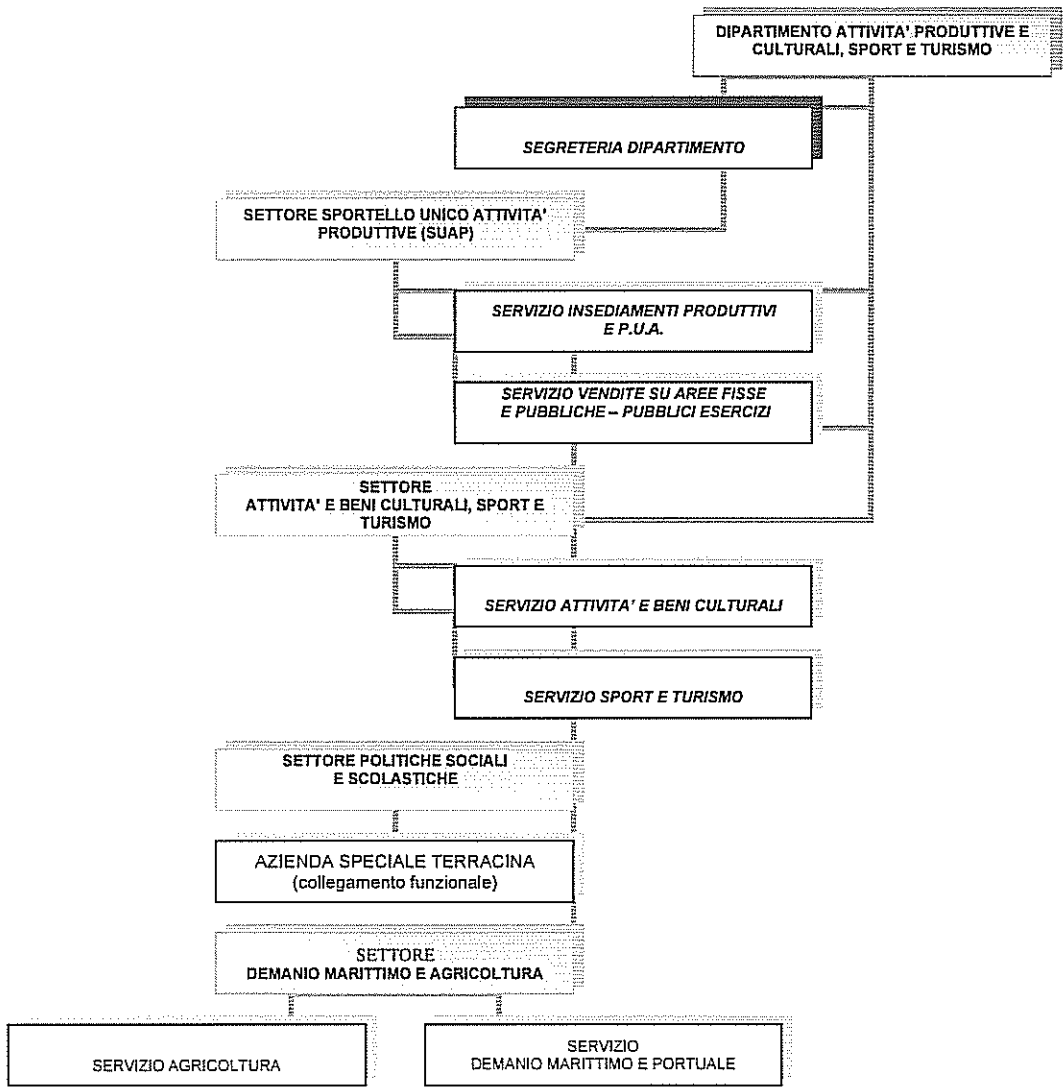 DIPARTIMENTO ATTIVITA' PRODUTTIVE E
CULTURALI, SPORT E TURISMO
SEGRETERIA DIPARTIMENTO
SETTORE SPORTELLO UNICO ATTIVITA'
PRODUTTIVE (SUAP)
SERVIZIO INSEDIAMENTI PRODUTTIVI
E P.U.A.
SERVIZIO VENDITE SU AREE FISSE
E PUBBLICHE – PUBBLICI ESERCIZI
SETTORE
ATTIVITA' E BENI CULTURALI, SPORT E
TURISMO
SERVIZIO ATTIVITA' E BENI CULTURALI
SERVIZIO SPORT E TURISMO
SETTORE POLITICHE SOCIALI
E SCOLASTICHE
AZIENDA SPECIALE TERRACINA
(collegamento funzionale)
SETTORE
DEMANIO MARITTIMO E AGRICOLTURA
SERVIZIO AGRICOLTURA
SERVIZIO
DEMANIO MARITTIMO E PORTUALE